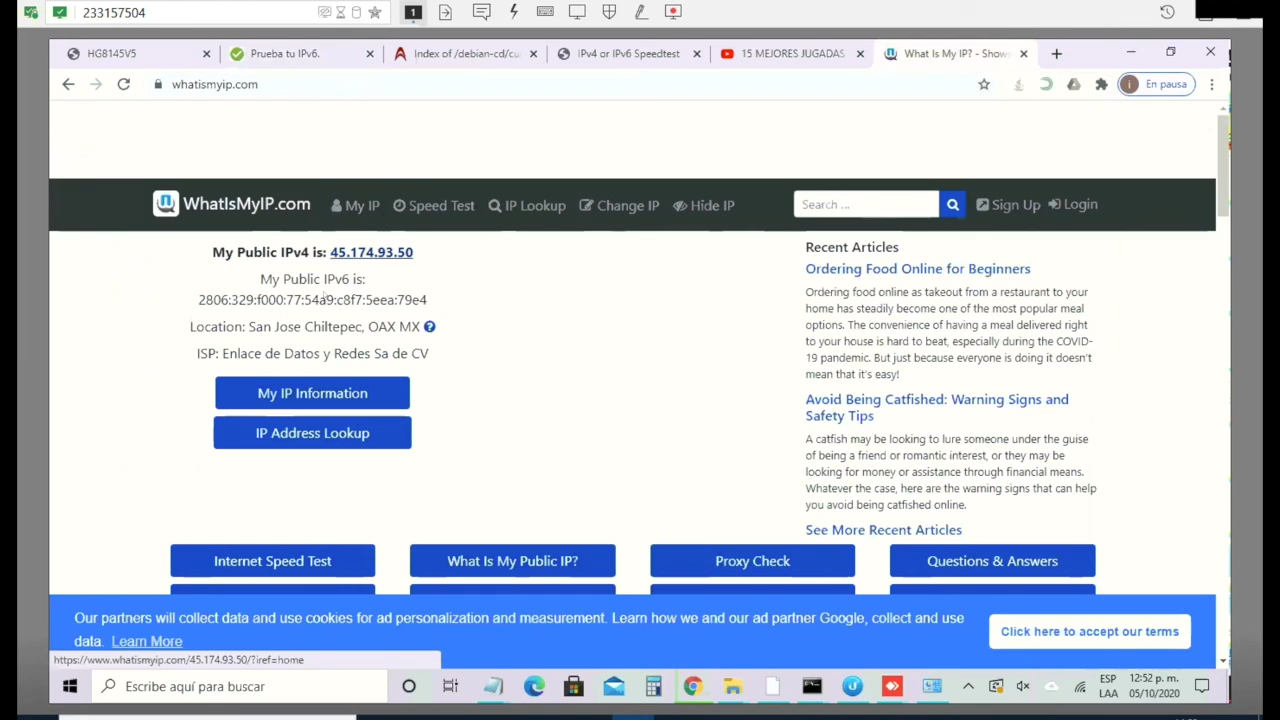 233157504
1
HG8145V5
Prueba tu IPv6.
Index of /debian-cd/cu
IPv4 or IPv6 Speedtest
15 MEJORES JUGADAS
What Is My IP? - Show
whatismyip.com
i
En pausa
WhatIsMyIP.com
My IP
Speed Test
IP Lookup
Change IP
Hide IP
Search ...
Sign Up
Login
My Public IPv4 is: 45.174.93.50
My Public IPv6 is:
2806:329:f000:77:54a9:c8f7:5eea:79e4
Location: San Jose Chiltepec, OAX MX
ISP: Enlace de Datos y Redes Sa de CV
My IP Information
IP Address Lookup
Recent Articles
Ordering Food Online for Beginners
Ordering food online as takeout from a restaurant to your
home has steadily become one of the most popular meal
options. The convenience of having a meal delivered right
to your house is hard to beat, especially during the COVID-
19 pandemic. But just because everyone is doing it doesn't
mean that it's easy!
Avoid Being Catfished: Warning Signs and
Safety Tips
A catfish may be looking to lure someone under the guise
of being a friend or romantic interest, or they may be
looking for money or assistance through financial means.
Whatever the case, here are the warning signs that can help
you avoid being catfished online.
See More Recent Articles
Internet Speed Test
What Is My Public IP?
Proxy Check
Questions & Answers
Our partners will collect data and use cookies for ad personalization and measurement. Learn how we and our ad partner Google, collect and use
data. Learn More
Click here to accept our terms
https://www.whatismyip.com/45.174.93.50/?iref=home
Escribe aquí para buscar
ESP
LAA
12:52 p. m.
05/10/2020